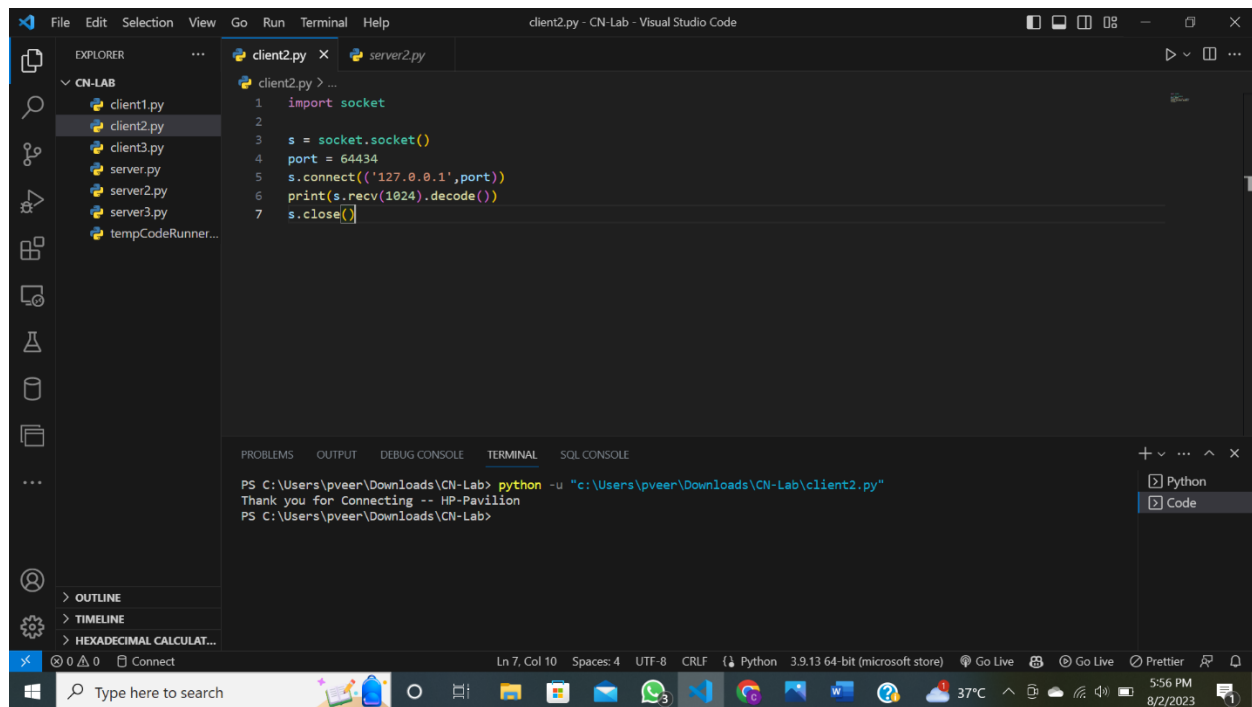 File Edit Selection View Go Run Terminal Help client2.py - CN-Lab - Visual Studio Code
EXPLORER
client2.py server2.py
CN-LAB
client1.py
client2.py
client3.py
server.py
server2.py
server3.py
tempCodeRunner...
client2.py > ...
1 import socket
2
3 s = socket.socket()
4 port = 64434
5 s.connect(('127.0.0.1',port))
6 print(s.recv(1024).decode())
7 s.close()
PROBLEMS OUTPUT DEBUG CONSOLE TERMINAL SQL CONSOLE
PS C:\Users\pveer\Downloads\CN-Lab> python -u "c:\Users\pveer\Downloads\CN-Lab\client2.py"
Thank you for Connecting -- HP-Pavilion
PS C:\Users\pveer\Downloads\CN-Lab>
Python
Code
OUTLINE
TIMELINE
HEXADECIMAL CALCULAT...
0 0 Connect Ln 7, Col 10 Spaces: 4 UTF-8 CRLF Python 3.9.13 64-bit (microsoft store) Go Live Go Live Prettier
Type here to search 3 W 1 37°C 5:56 PM
8/2/2023 1